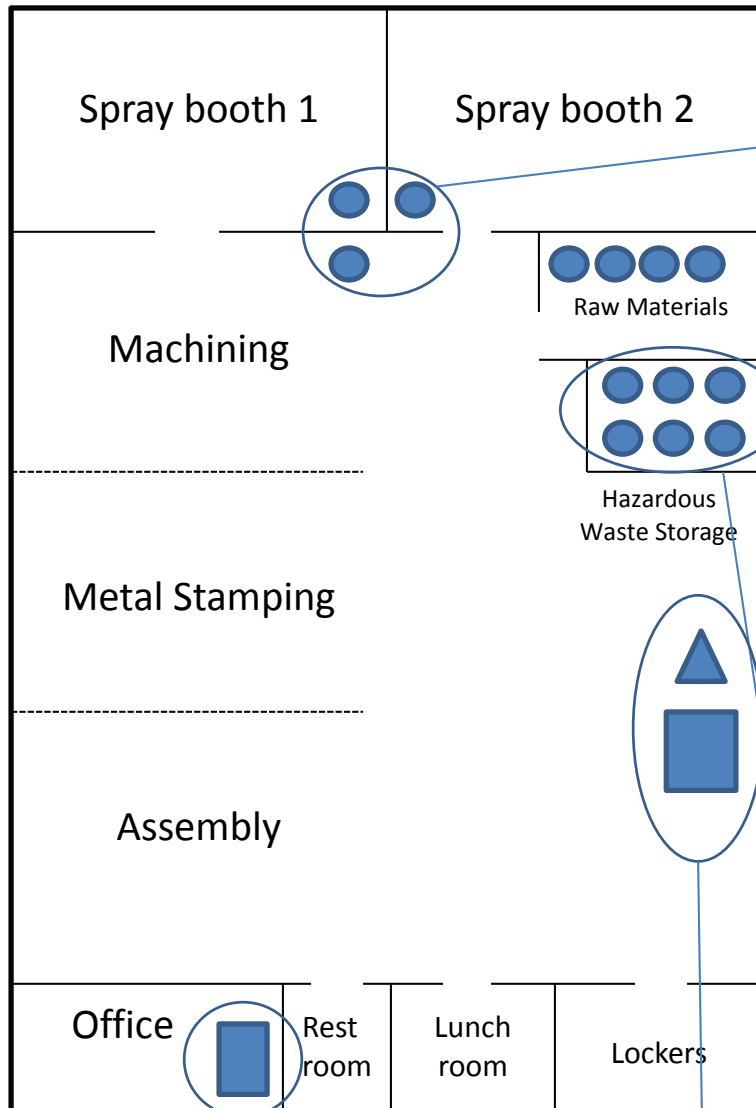 Spray booth 1
Spray booth 2
Raw Materials
Machining
Hazardous
Waste Storage
Metal Stamping
Assembly
Office
Rest
room
Lunch
room
Lockers